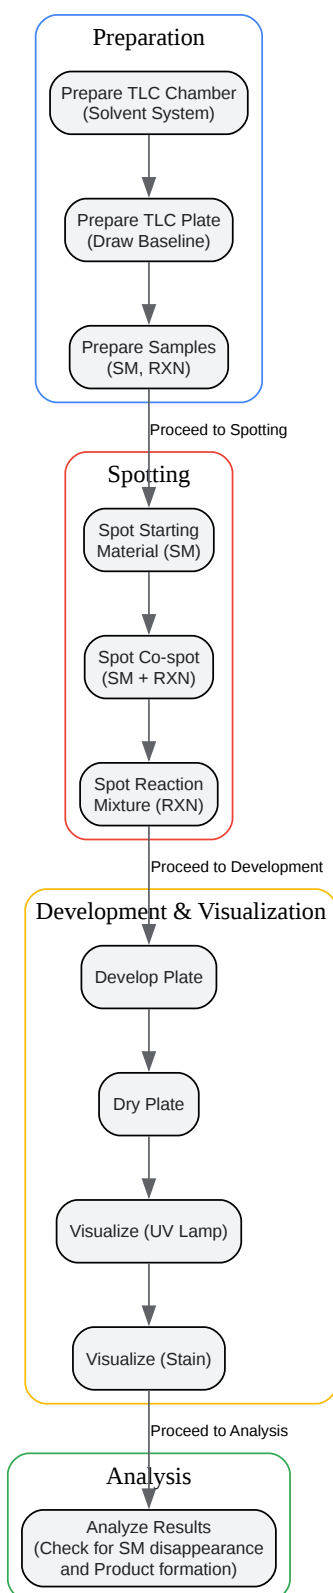 Preparation
Prepare TLC Chamber
(Solvent System)
Prepare TLC Plate
(Draw Baseline)
Prepare Samples
(SM, RXN)
Proceed to Spotting
Spotting
Spot Starting
Material (SM)
Spot Co-spot
(SM + RXN)
Spot Reaction
Mixture (RXN)
Proceed to Development
Development & Visualization
Develop Plate
Dry Plate
Visualize (UV Lamp)
Visualize (Stain)
Proceed to Analysis
Analysis
Analyze Results
(Check for SM disappearance
and Product formation)